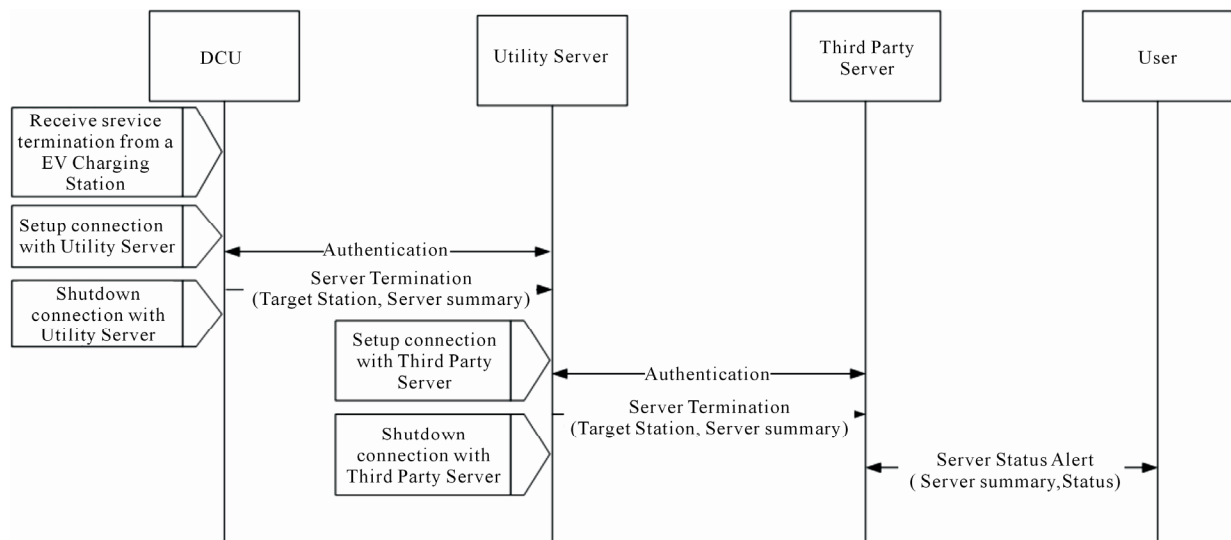 DCU
Utility Server
Third Party
Server
User
Receive srevice
termination from a
EV Charging
Station
Setup connection
with Utility Server
Authentication
Server Termination
(Target Station, Server summary)
Shutdown
connection with
Utility Server
Setup connection
with Third Party
Server
Authentication
Server Termination
(Target Station, Server summary)
Shutdown
connection with
Third Party Server
Server Status Alert
( Server summary,Status)